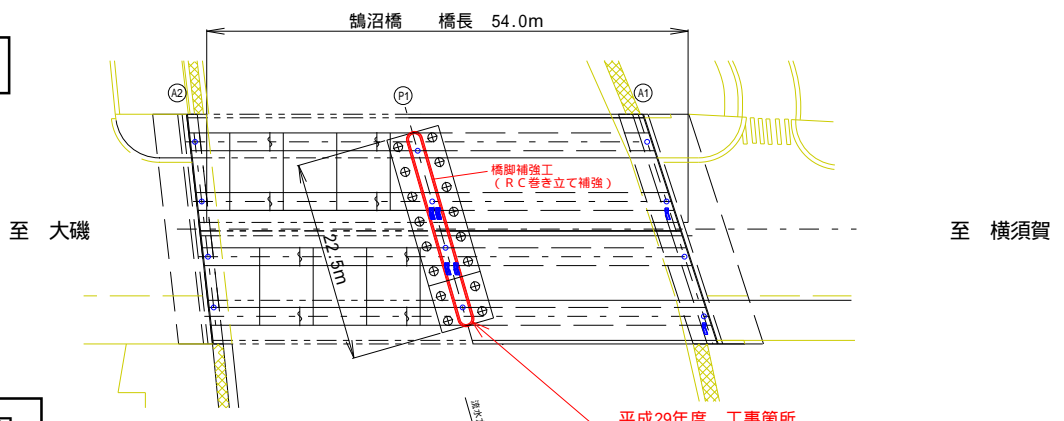 鵠沼橋　橋長 54.0m
A2
P1
A1
橋脚補強工
（ＲＣ巻き立て補強）
至 大磯
至 横須賀
22.5m
平成29年度 工事箇所